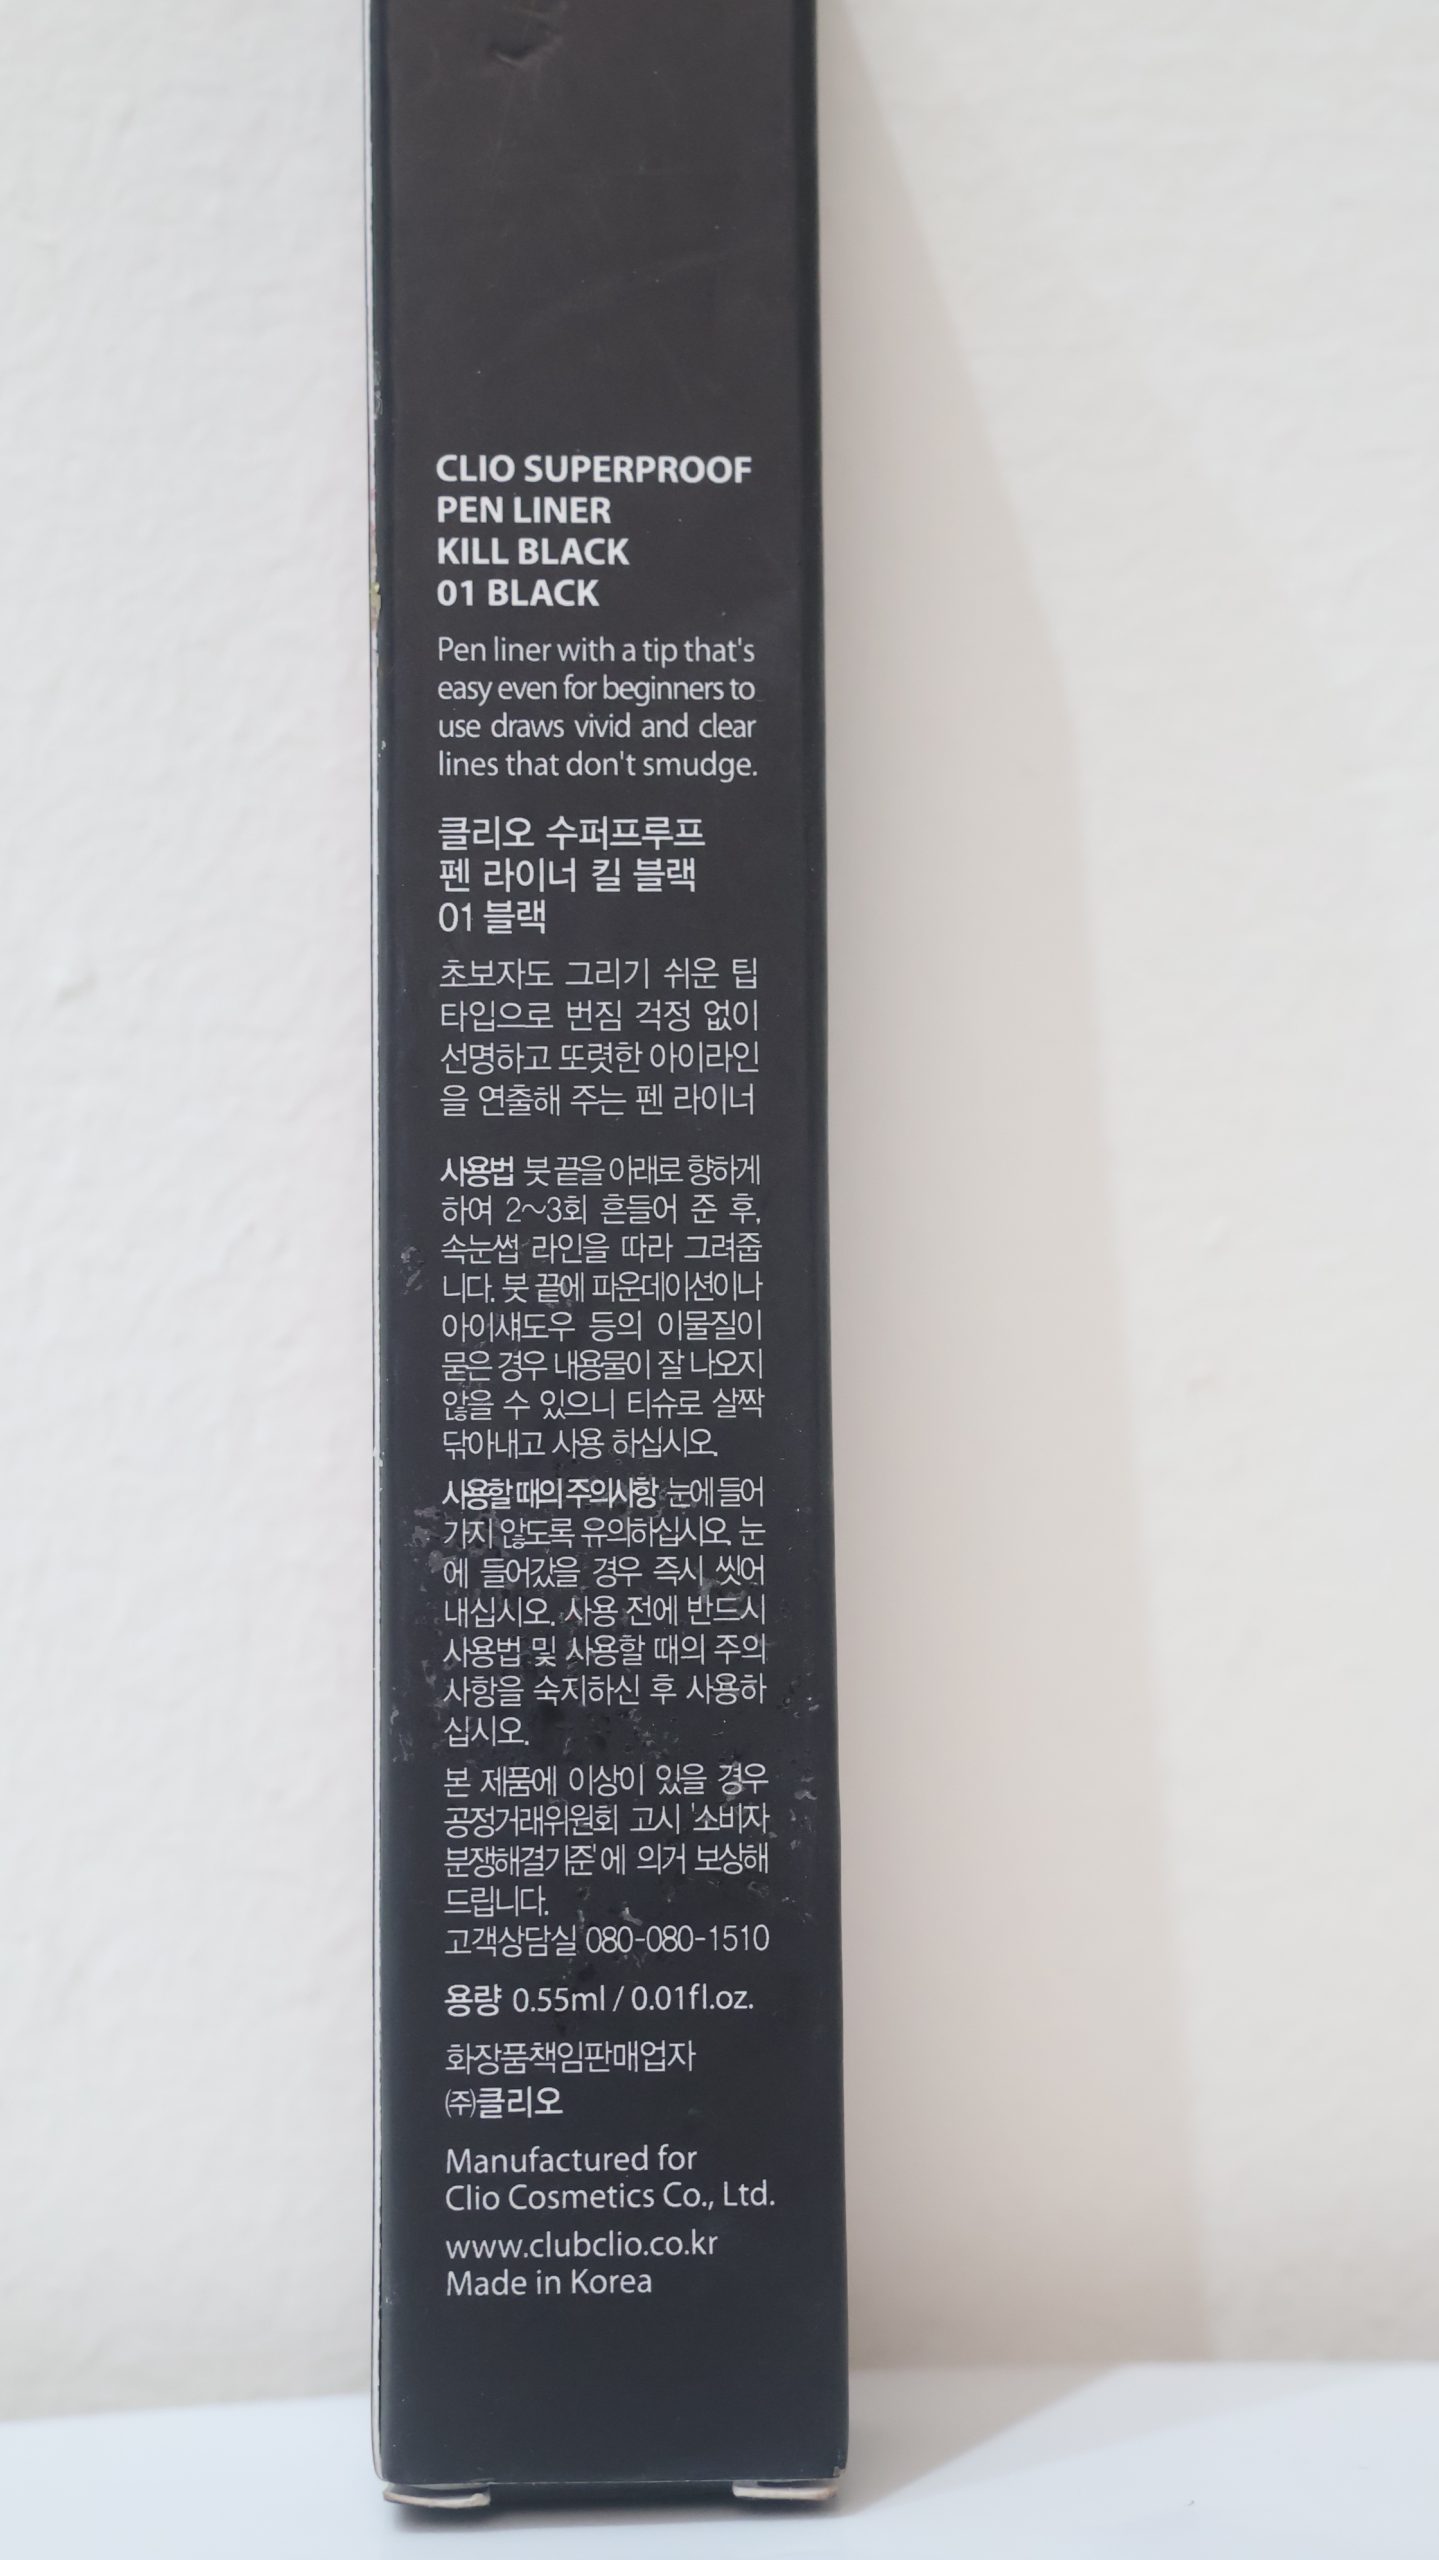 CLIO SUPERPROOF
PEN LINER
KILL BLACK
01 BLACK
Pen liner with a tip that's
easy even for beginners to
use draws vivid and clear
lines that don't smudge.
클리오 수퍼프루프
펜 라이너 킬 블랙
01 블랙
초보자도 그리기 쉬운 팁
타입으로 번짐 걱정 없이
선명하고 또렷한 아이라인
을 연출해 주는 펜 라이너
사용법 붓 끝을 아래로 향하게
하여 2~3회 흔들어 준 후,
속눈썹 라인을 따라 그려줍
니다. 붓 끝에 파운데이션이나
아이섀도우 등의 이물질이
묻은 경우 내용물이 잘 나오지
않을 수 있으니 티슈로 살짝
닦아내고 사용 하십시오.
사용할 때의 주의사항 눈에 들어
가지 않도록 유의하십시오. 눈
에 들어갔을 경우 즉시 씻어
내십시오. 사용 전에 반드시
사용법 및 사용할 때의 주의
사항을 숙지하신 후 사용하
십시오.
본 제품에 이상이 있을 경우
공정거래위원회 고시 '소비자
분쟁해결기준'에 의거 보상해
드립니다.
고객상담실 080-080-1510
용량 0.55ml / 0.01fl.oz.
화장품책임판매업자
㈜클리오
Manufactured for
Clio Cosmetics Co., Ltd.
www.clubclio.co.kr
Made in Korea